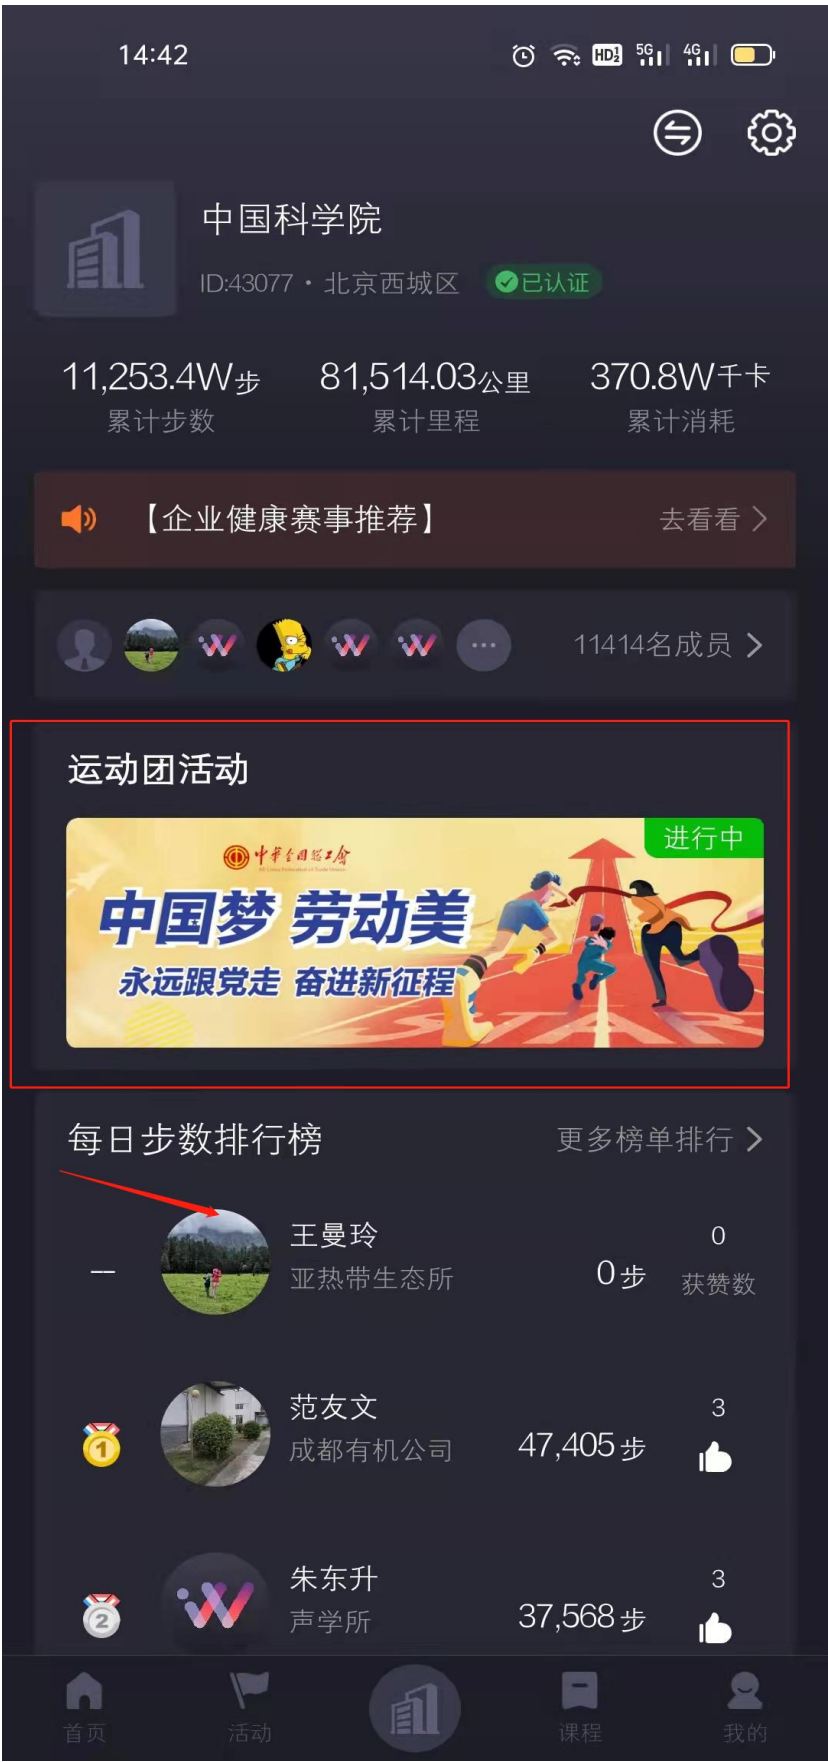 14:42
HD 1 2 5G 4G
中国科学院
ID:43077 · 北京西城区 已认证
11,253.4W步 81,514.03公里 370.8W千卡
累计步数 累计里程 累计消耗
【企业健康赛事推荐】 去看看
11414名成员
运动团活动
进行中
中华全国总工会
中国梦 劳动美
永远跟党走 奋进新征程
START
每日步数排行榜 更多榜单排行
王曼玲 0
亚热带生态所 0步 获赞数
范友文 3
1 成都有机公司 47,405步
朱东升 3
2 声学所 37,568步
首页 活动 课程 我的